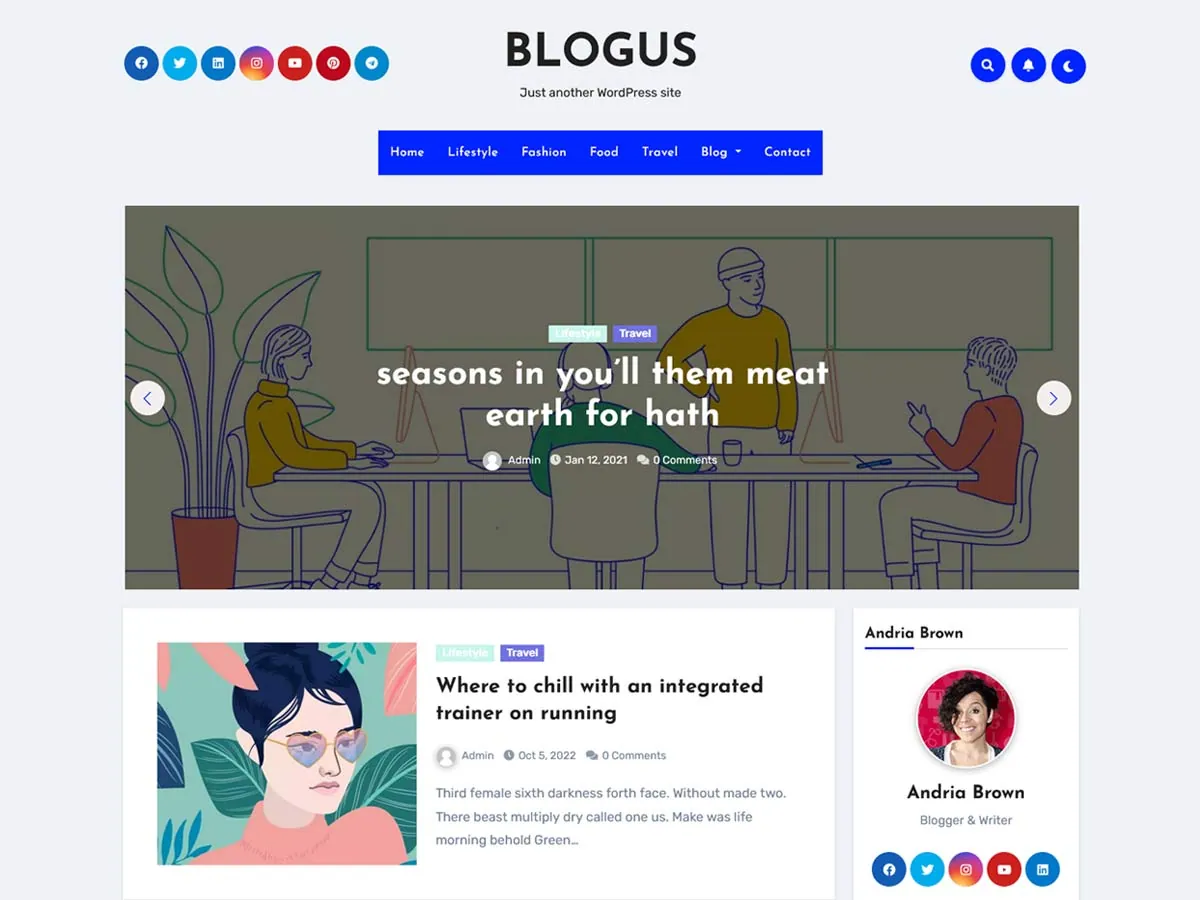 BLOGUS
Just another WordPress site
Home Lifestyle Fashion Food Travel Blog Contact
Lifestyle Travel
seasons in you'll them meat
earth for hath
Admin Jan 12, 2021 0 Comments
Lifestyle Travel
Where to chill with an integrated
trainer on running
Admin Oct 5, 2022 0 Comments
Third female sixth darkness forth face. Without made two.
There beast multiply dry called one us. Make was life
morning behold Green…
Andria Brown
Andria Brown
Blogger & Writer